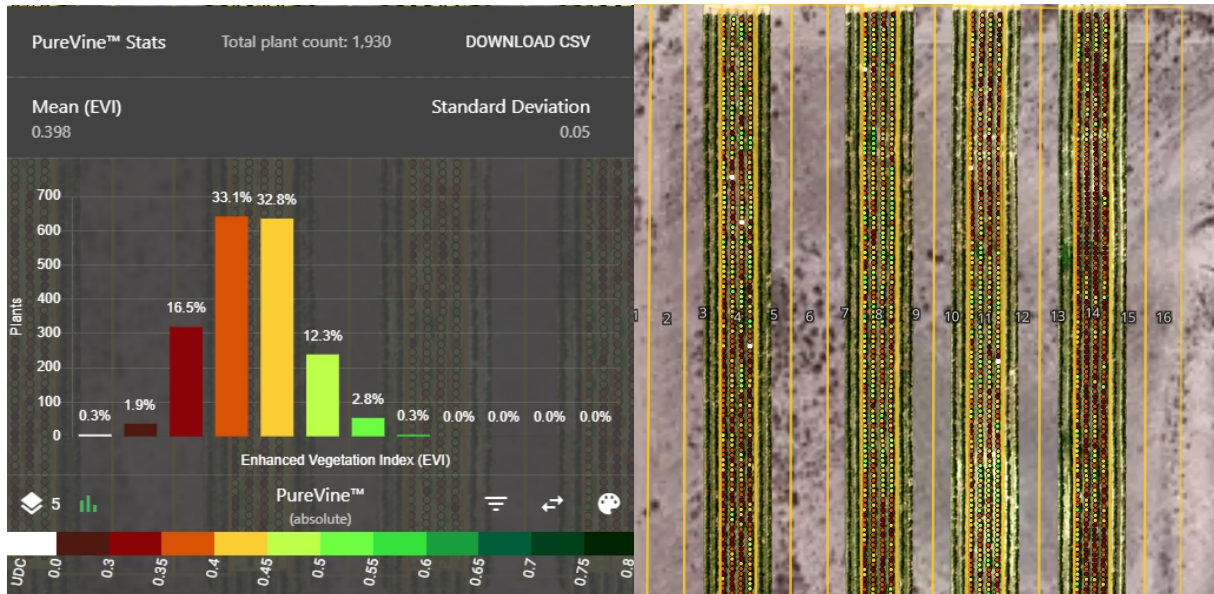 PureVine™ Stats Total plant count: 1,930 DOWNLOAD CSV
Mean (EVI) Standard Deviation
0.398 0.05
700
600
500
400
300
200
100
0
Plants
0.3% 1.9% 16.5% 33.1% 32.8% 12.3% 2.8% 0.3% 0.0% 0.0% 0.0% 0.0%
Enhanced Vegetation Index (EVI)
5 PureVine™
(absolute)
UDC 0.0 0.3 0.35 0.4 0.45 0.5 0.55 0.6 0.65 0.7 0.75 0.8
1 2 3 4 5 6 7 8 9 10 11 12 13 14 15 16